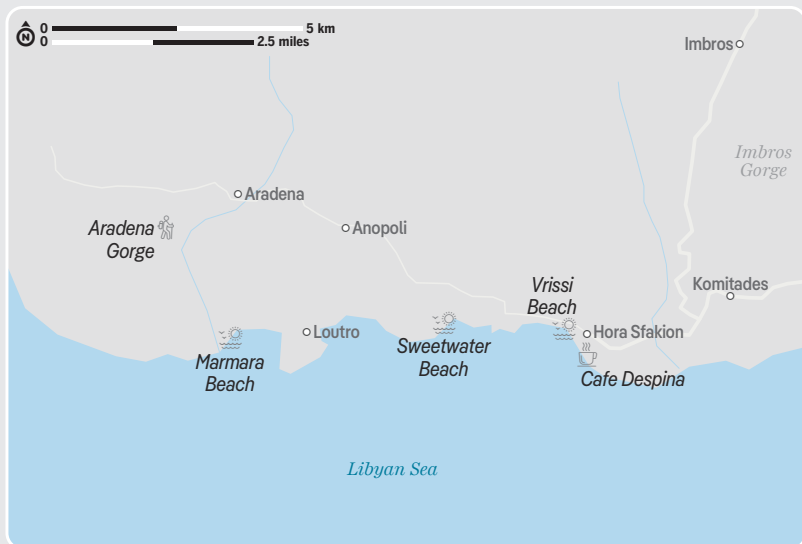 0 5 km
N
0 2.5 miles
Imbros
Imbros
Gorge
Aradena
Aradena
Gorge
Anopoli
Vrissi
Beach
Komitades
Loutro
Hora Sfakion
Marmara
Beach
Sweetwater
Beach
Cafe Despina
Libyan Sea